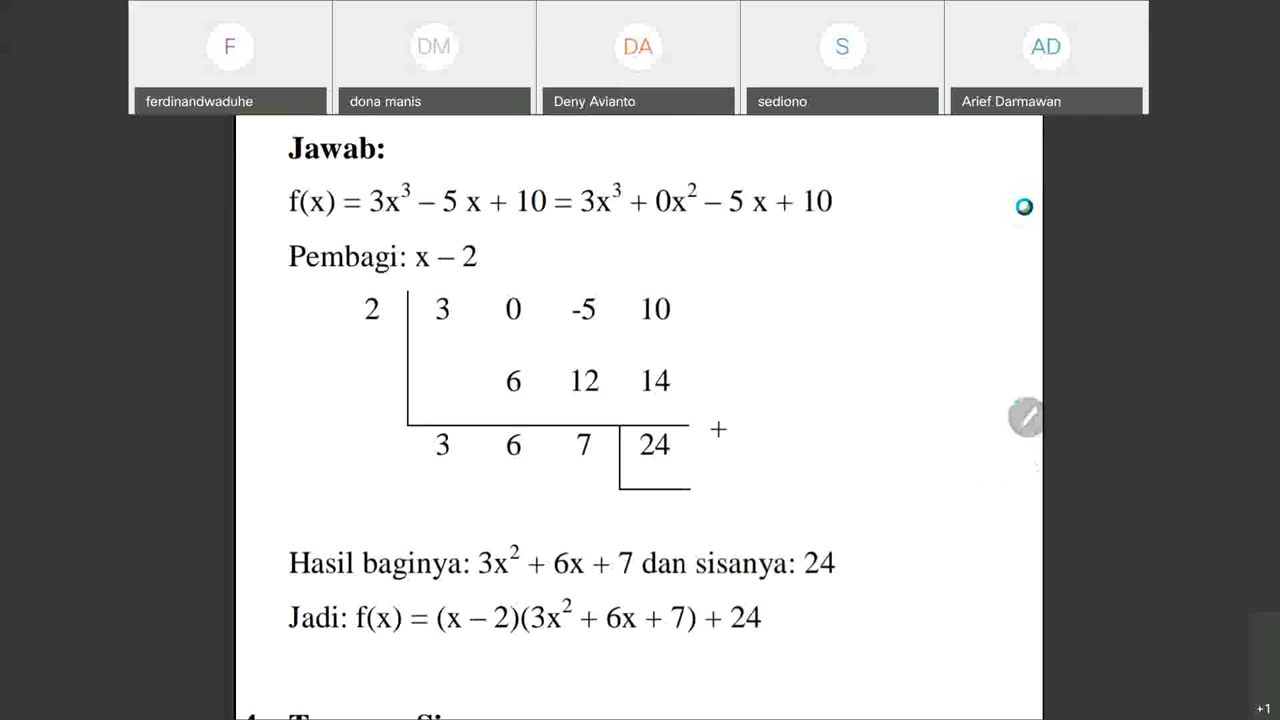 F DM DA S AD
ferdinandwaduhe dona manis Deny Avianto sediono Arief Darmawan
Jawab:
f(x) = 3x³ – 5 x + 10 = 3x³ + 0x² – 5 x + 10
Pembagi: x – 2
2 3 0 -5 10
6 12 14
+
3 6 7 24
Hasil baginya: 3x² + 6x + 7 dan sisanya: 24
Jadi: f(x) = (x – 2)(3x² + 6x + 7) + 24
+1